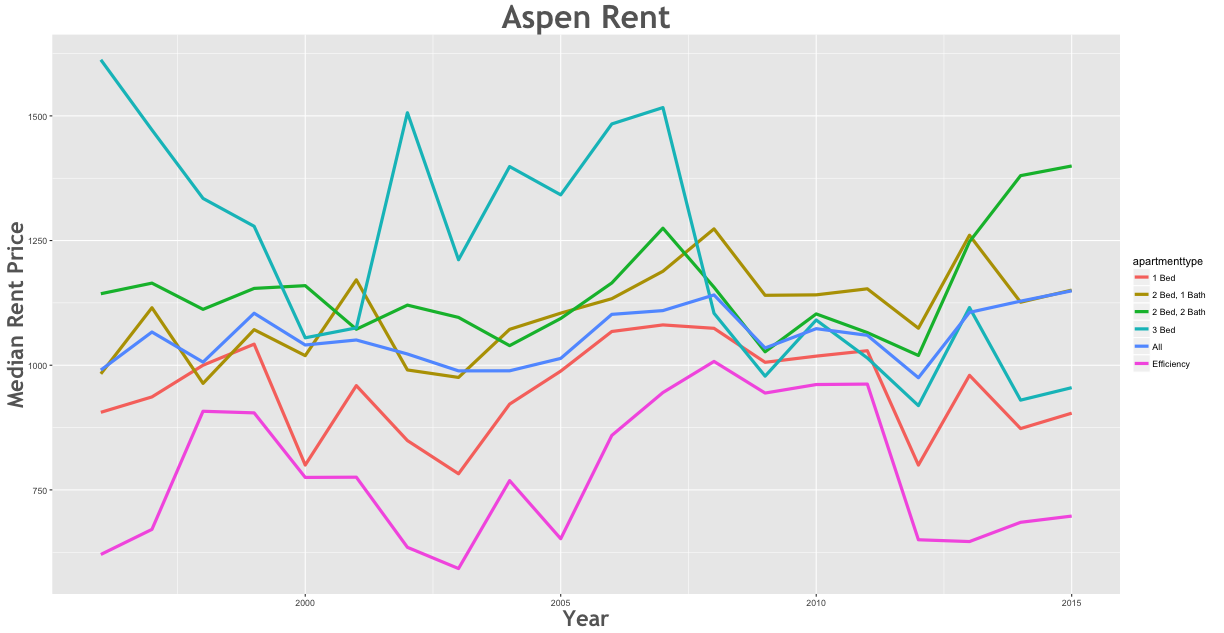 Aspen Rent
Median Rent Price
1500
1250
1000
750
2000
2005
2010
2015
Year
apartmenttype
1 Bed
2 Bed, 1 Bath
2 Bed, 2 Bath
3 Bed
All
Efficiency